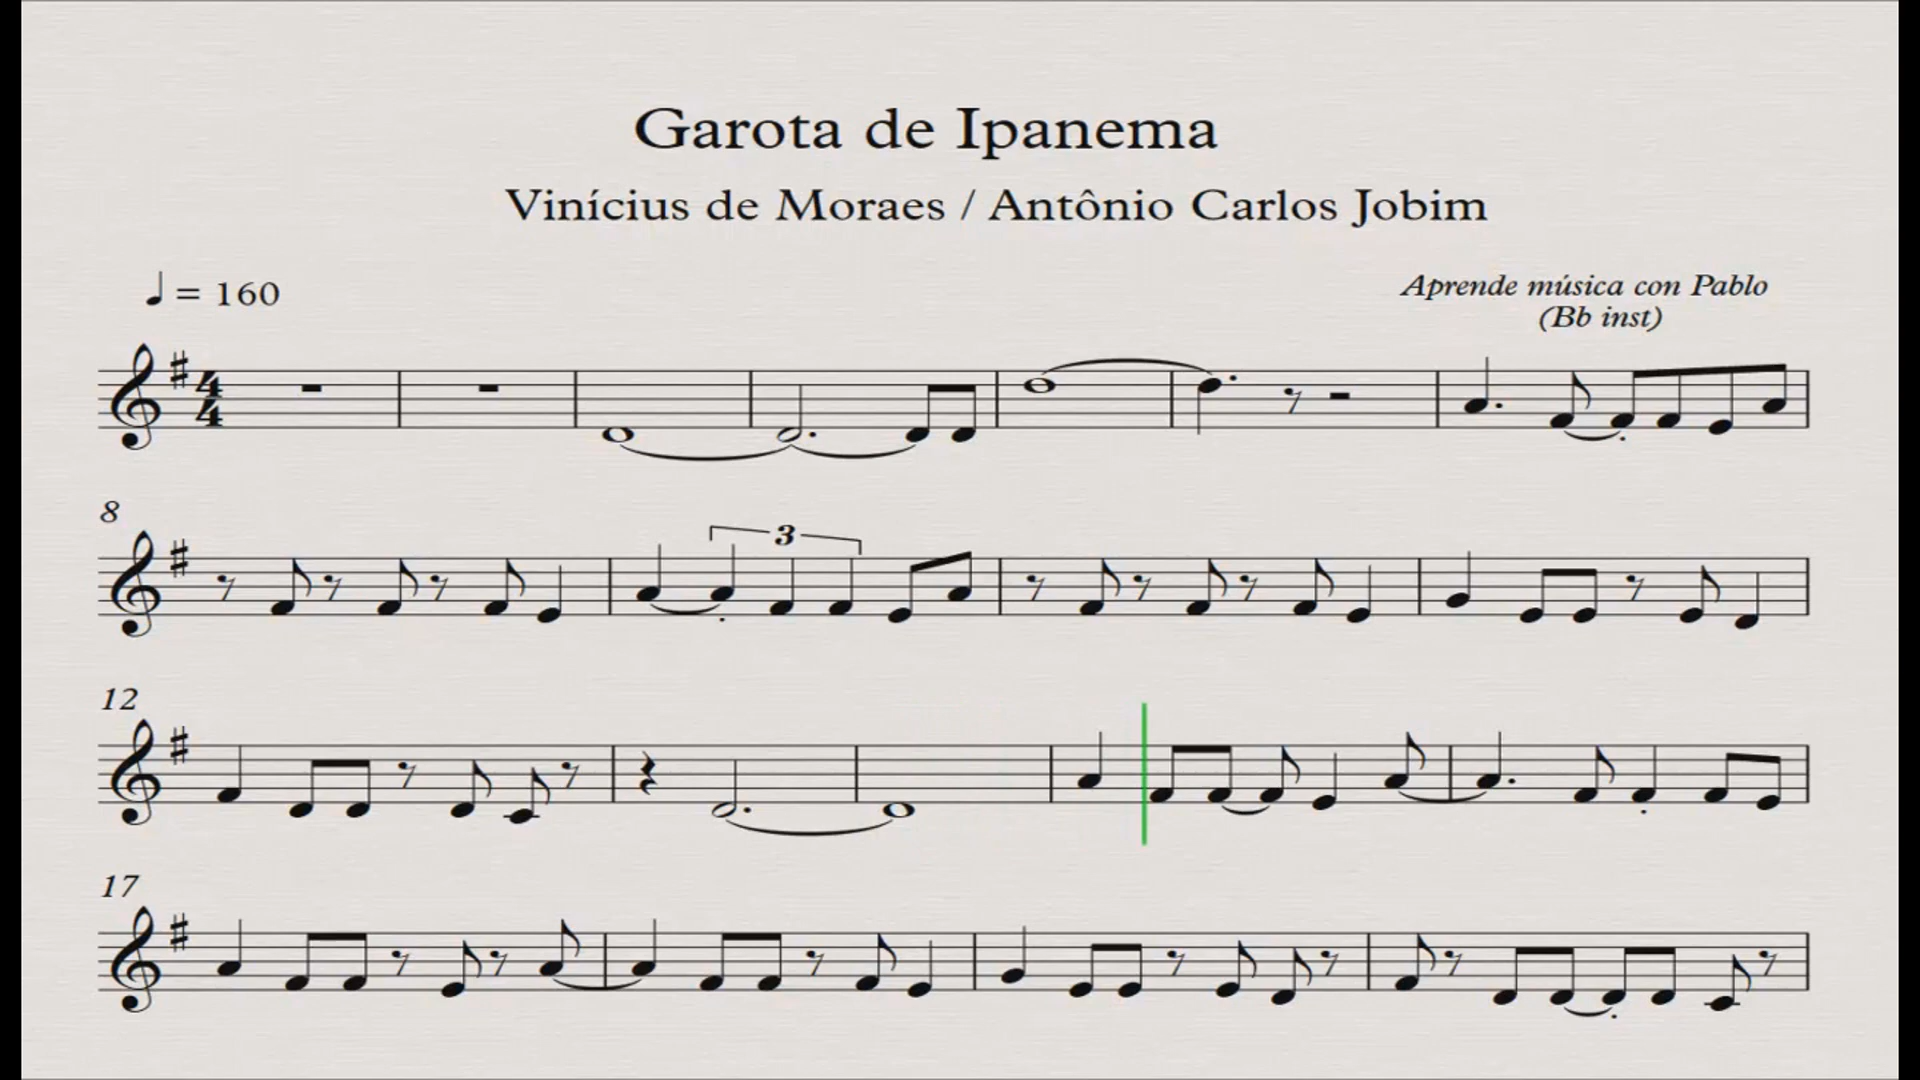 Garota de Ipanema
Vinícius de Moraes / Antônio Carlos Jobim
♩ = 160
Aprende música con Pablo
(Bb inst)
4
4
8
3
12
17